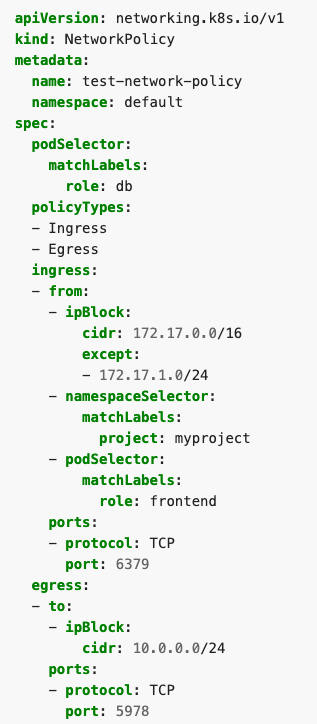 apiVersion: networking.k8s.io/v1
kind: NetworkPolicy
metadata:
  name: test-network-policy
  namespace: default
spec:
  podSelector:
    matchLabels:
      role: db
  policyTypes:
  - Ingress
  - Egress
  ingress:
  - from:
    - ipBlock:
        cidr: 172.17.0.0/16
        except:
        - 172.17.1.0/24
    - namespaceSelector:
        matchLabels:
          project: myproject
    - podSelector:
        matchLabels:
          role: frontend
    ports:
    - protocol: TCP
      port: 6379
  egress:
  - to:
    - ipBlock:
        cidr: 10.0.0.0/24
    ports:
    - protocol: TCP
      port: 5978